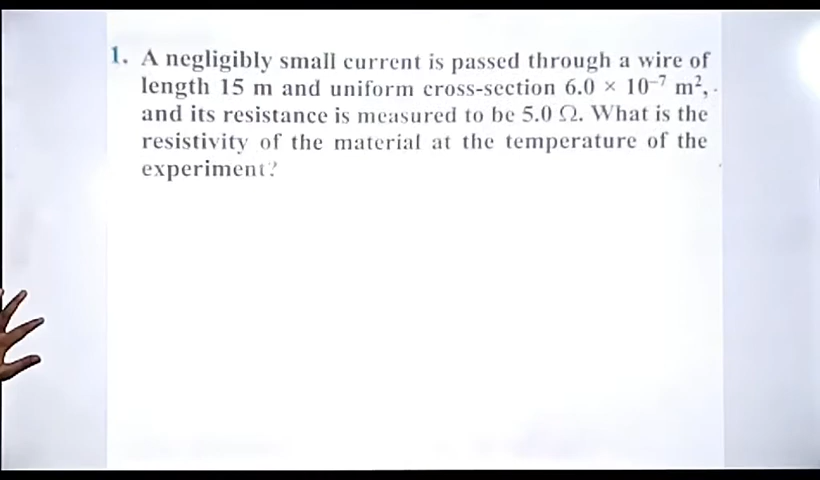 1. A negligibly small current is passed through a wire of
length 15 m and uniform cross-section 6.0 × 10⁻⁷ m²,
and its resistance is measured to be 5.0 Ω. What is the
resistivity of the material at the temperature of the
experiment?